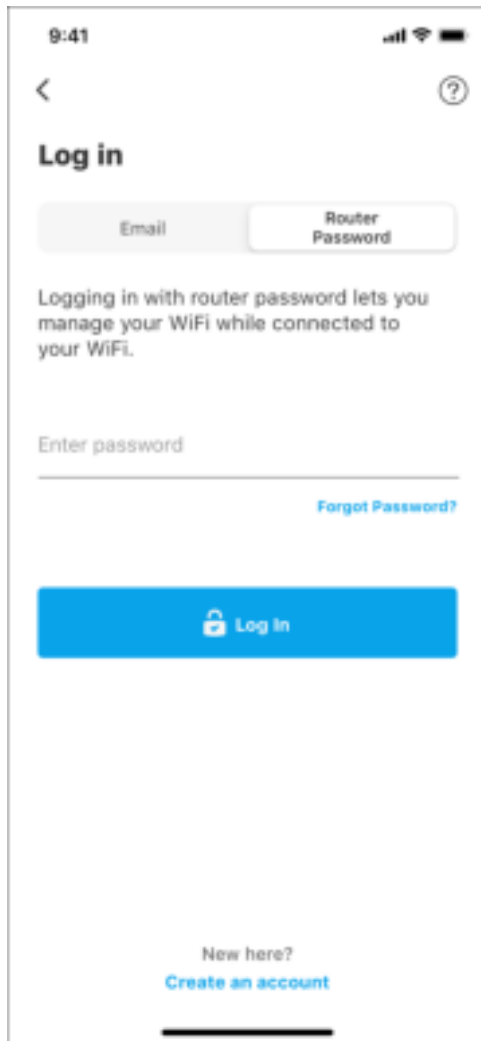 9:41
Log in
Email
Router
Password
Logging in with router password lets you
manage your WiFi while connected to
your WiFi.
Enter password
Forgot Password?
Log In
New here?
Create an account